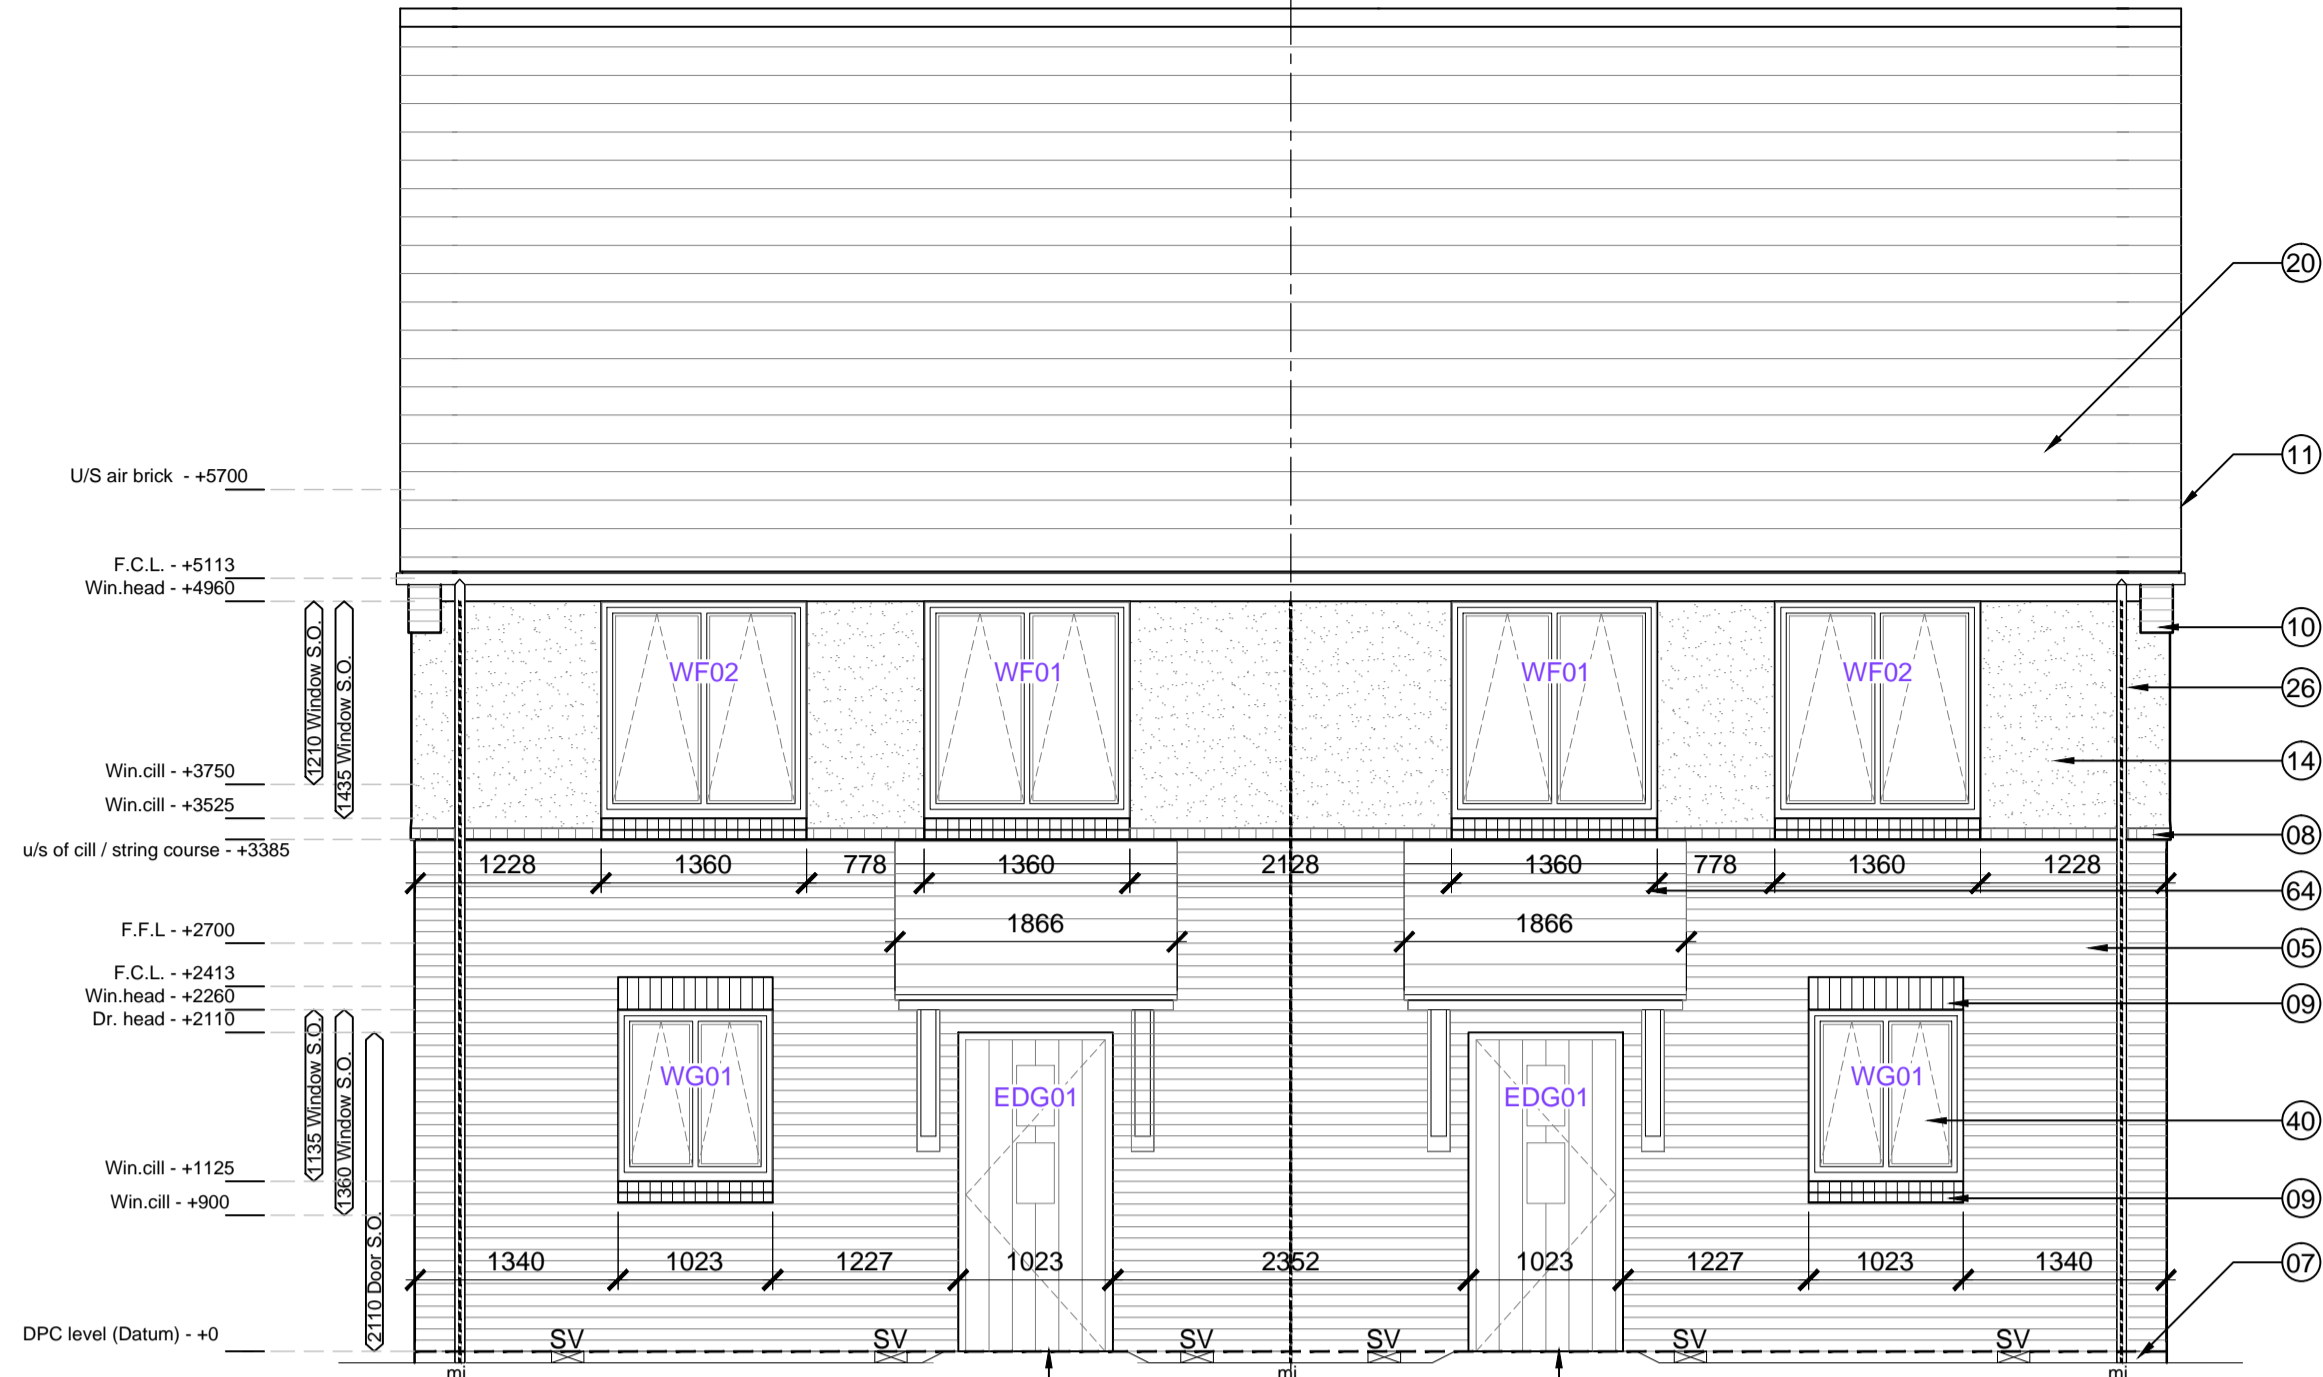 20
U/S air brick - +5700
11
F.C.L. - +5113
Win.head - +4960
10
1210 Window S.O.
1435 Window S.O.
WF02
WF01
WF01
WF02
26
Win.cill - +3750
14
Win.cill - +3525
08
u/s of cill / string course - +3385
1228
1360
778
1360
2128
1360
778
1360
1228
64
1866
1866
F.F.L - +2700
05
F.C.L. - +2413
Win.head - +2260
09
Dr. head - +2110
1135 Window S.O.
1360 Window S.O.
2110 Door S.O.
WG01
EDG01
EDG01
WG01
40
Win.cill - +1125
Win.cill - +900
09
1340
1023
1227
1023
2352
1023
1227
1023
1340
07
DPC level (Datum) - +0
SV
SV
SV
SV
SV
SV
mj
mj
mj